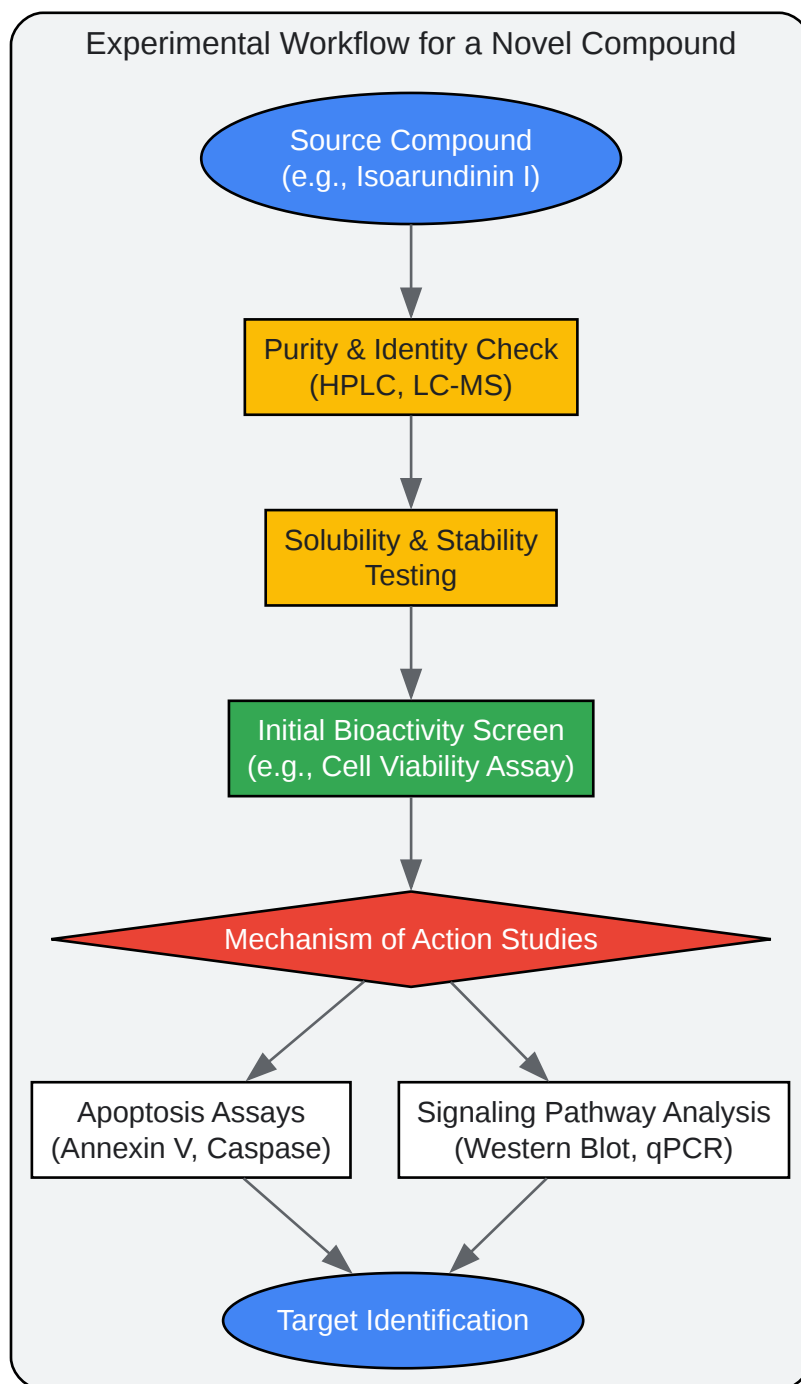 Experimental Workflow for a Novel Compound
Source Compound
(e.g., Isoarundinin I)
Purity & Identity Check
(HPLC, LC-MS)
Solubility & Stability
Testing
Initial Bioactivity Screen
(e.g., Cell Viability Assay)
Mechanism of Action Studies
Apoptosis Assays
(Annexin V, Caspase)
Signaling Pathway Analysis
(Western Blot, qPCR)
Target Identification